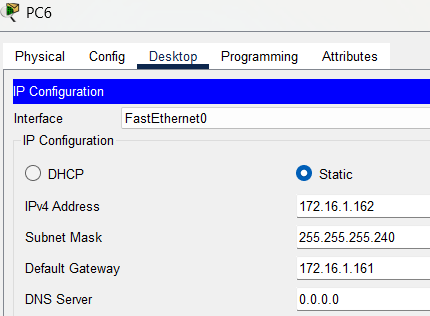 PC6
Physical Config Desktop Programming Attributes
IP Configuration
Interface FastEthernet0
IP Configuration
DHCP Static
IPv4 Address 172.16.1.162
Subnet Mask 255.255.255.240
Default Gateway 172.16.1.161
DNS Server 0.0.0.0